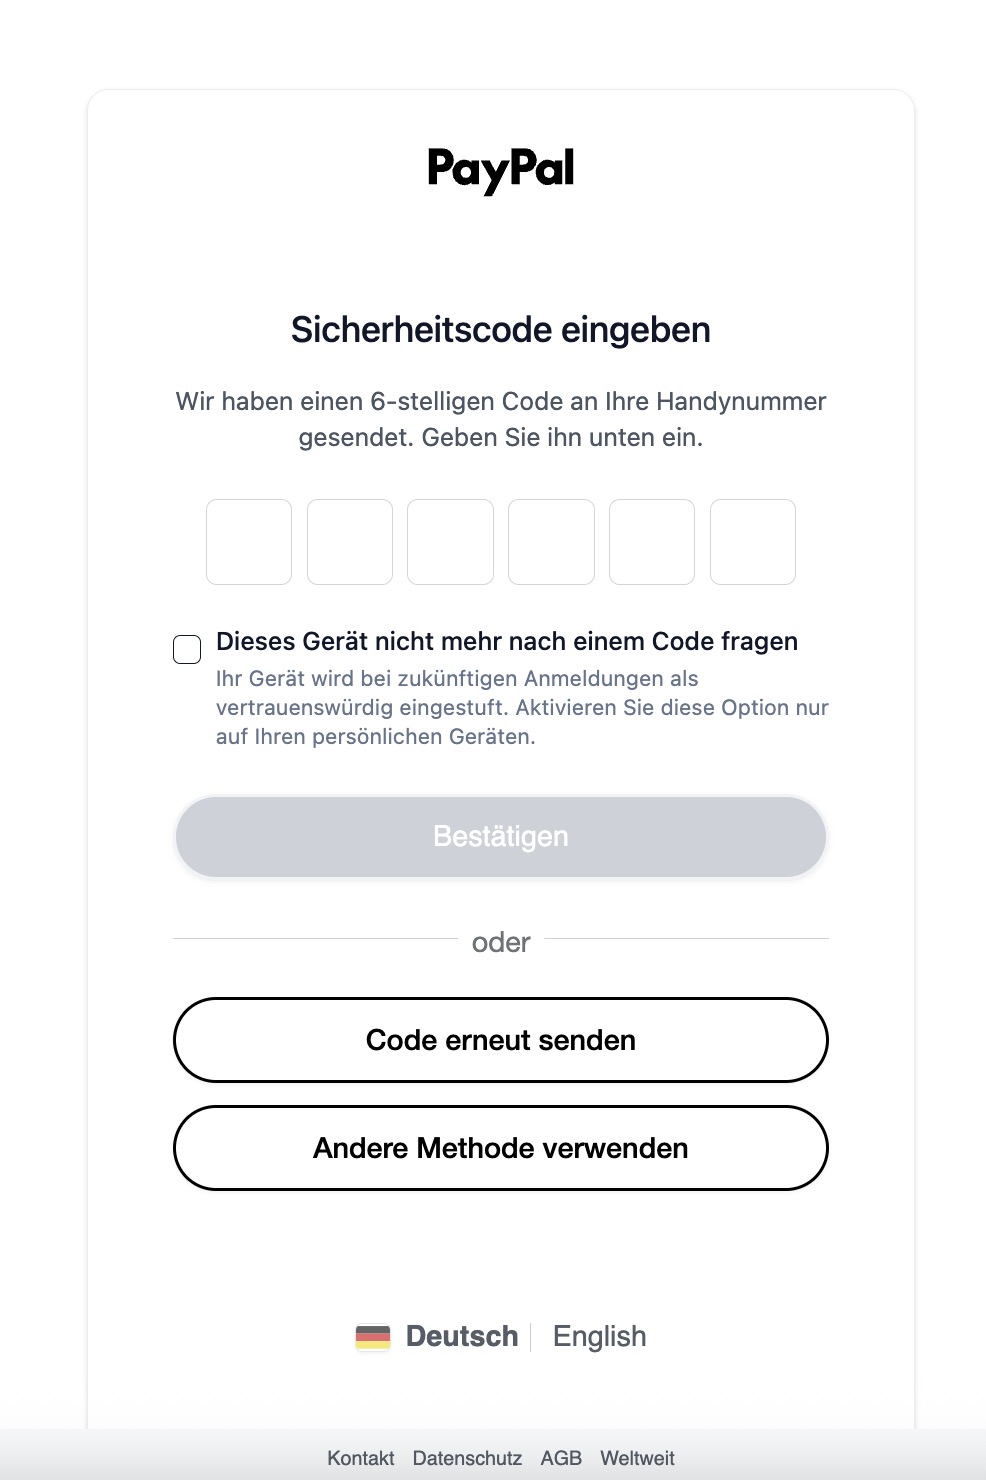 PayPal
Sicherheitscode eingeben
Wir haben einen 6-stelligen Code an Ihre Handynummer
gesendet. Geben Sie ihn unten ein.
Dieses Gerät nicht mehr nach einem Code fragen
Ihr Gerät wird bei zukünftigen Anmeldungen als
vertrauenswürdig eingestuft. Aktivieren Sie diese Option nur
auf Ihren persönlichen Geräten.
Bestätigen
oder
Code erneut senden
Andere Methode verwenden
Deutsch English
Kontakt Datenschutz AGB Weltweit